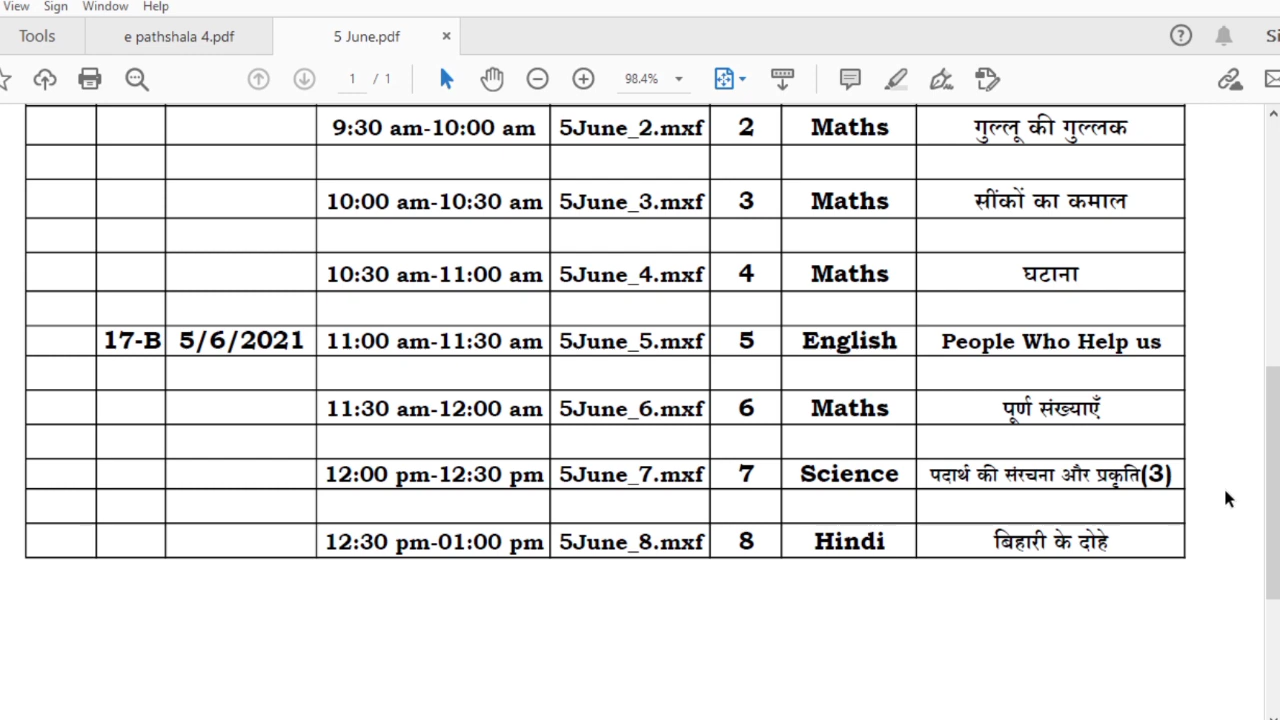 View Sign Window Help
Tools e pathshala 4.pdf 5 June.pdf ×
1 / 1 98.4%
9:30 am-10:00 am 5June_2.mxf 2 Maths गुल्लू की गुल्लक
10:00 am-10:30 am 5June_3.mxf 3 Maths सींकों का कमाल
10:30 am-11:00 am 5June_4.mxf 4 Maths घटाना
17-B 5/6/2021 11:00 am-11:30 am 5June_5.mxf 5 English People Who Help us
11:30 am-12:00 am 5June_6.mxf 6 Maths पूर्ण संख्याएँ
12:00 pm-12:30 pm 5June_7.mxf 7 Science पदार्थ की संरचना और प्रकृति(3)
12:30 pm-01:00 pm 5June_8.mxf 8 Hindi बिहारी के दोहे